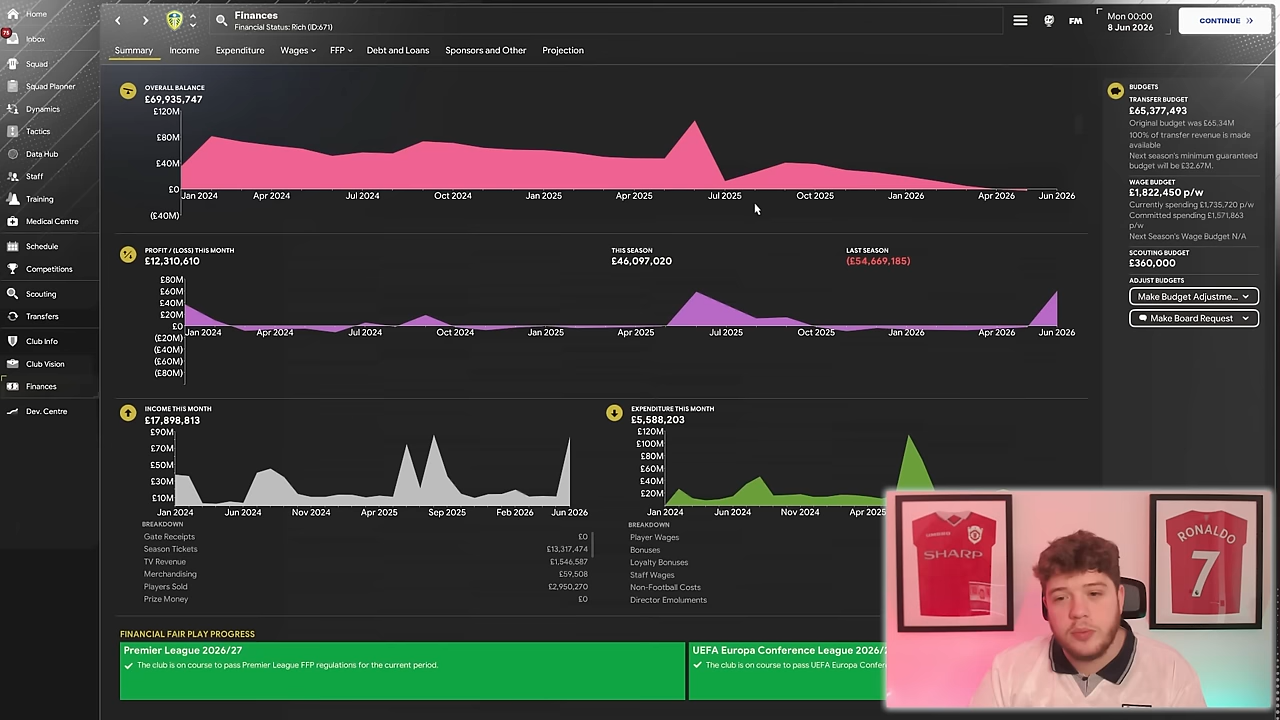 Home
75
Inbox
Squad
Squad Planner
Dynamics
Tactics
Data Hub
Staff
Training
Medical Centre
Schedule
Competitions
Scouting
Transfers
Club Info
Club Vision
Finances
Dev. Centre
Finances
Financial Status: Rich (ID:671)
FM
Mon 00:00
8 Jun 2026
CONTINUE
Summary
Income
Expenditure
Wages
FFP
Debt and Loans
Sponsors and Other
Projection
OVERALL BALANCE
£69,935,747
£120M
£80M
£40M
£0
(£40M)
Jan 2024 Apr 2024 Jul 2024 Oct 2024 Jan 2025 Apr 2025 Jul 2025 Oct 2025 Jan 2026 Apr 2026 Jun 2026
PROFIT / (LOSS) THIS MONTH
£12,310,610
THIS SEASON
£46,097,020
LAST SEASON
(£54,669,185)
£80M
£60M
£40M
£20M
£0
(£20M)
(£40M)
(£60M)
(£80M)
Jan 2024 Apr 2024 Jul 2024 Oct 2024 Jan 2025 Apr 2025 Jul 2025 Oct 2025 Jan 2026 Apr 2026 Jun 2026
INCOME THIS MONTH
£17,898,813
£90M
£70M
£50M
£30M
£10M
Jan 2024 Jun 2024 Nov 2024 Apr 2025 Sep 2025 Feb 2026 Jun 2026
BREAKDOWN
Gate Receipts £0
Season Tickets £13,317,474
TV Revenue £1,546,587
Merchandising £59,508
Players Sold £2,950,270
Prize Money £0
EXPENDITURE THIS MONTH
£5,588,203
£120M
£100M
£80M
£60M
£40M
£20M
Jan 2024 Jun 2024 Nov 2024 Apr 2025
BREAKDOWN
Player Wages
Bonuses
Loyalty Bonuses
Staff Wages
Non-Football Costs
Director Emoluments
FINANCIAL FAIR PLAY PROGRESS
Premier League 2026/27
The club is on course to pass Premier League FFP regulations for the current period.
UEFA Europa Conference League 2026/2
The club is on course to pass UEFA Europa Confer
BUDGETS
TRANSFER BUDGET
£65,377,493
Original budget was £65.34M
100% of transfer revenue is made
available
Next season's minimum guaranteed
budget will be £32.67M.
WAGE BUDGET
£1,822,450 p/w
Currently spending £1,735,720 p/w
Committed spending £1,571,863
p/w
Next Season's Wage Budget N/A
SCOUTING BUDGET
£360,000
ADJUST BUDGETS
Make Budget Adjustme...
Make Board Request
SHARP
RONALDO
7